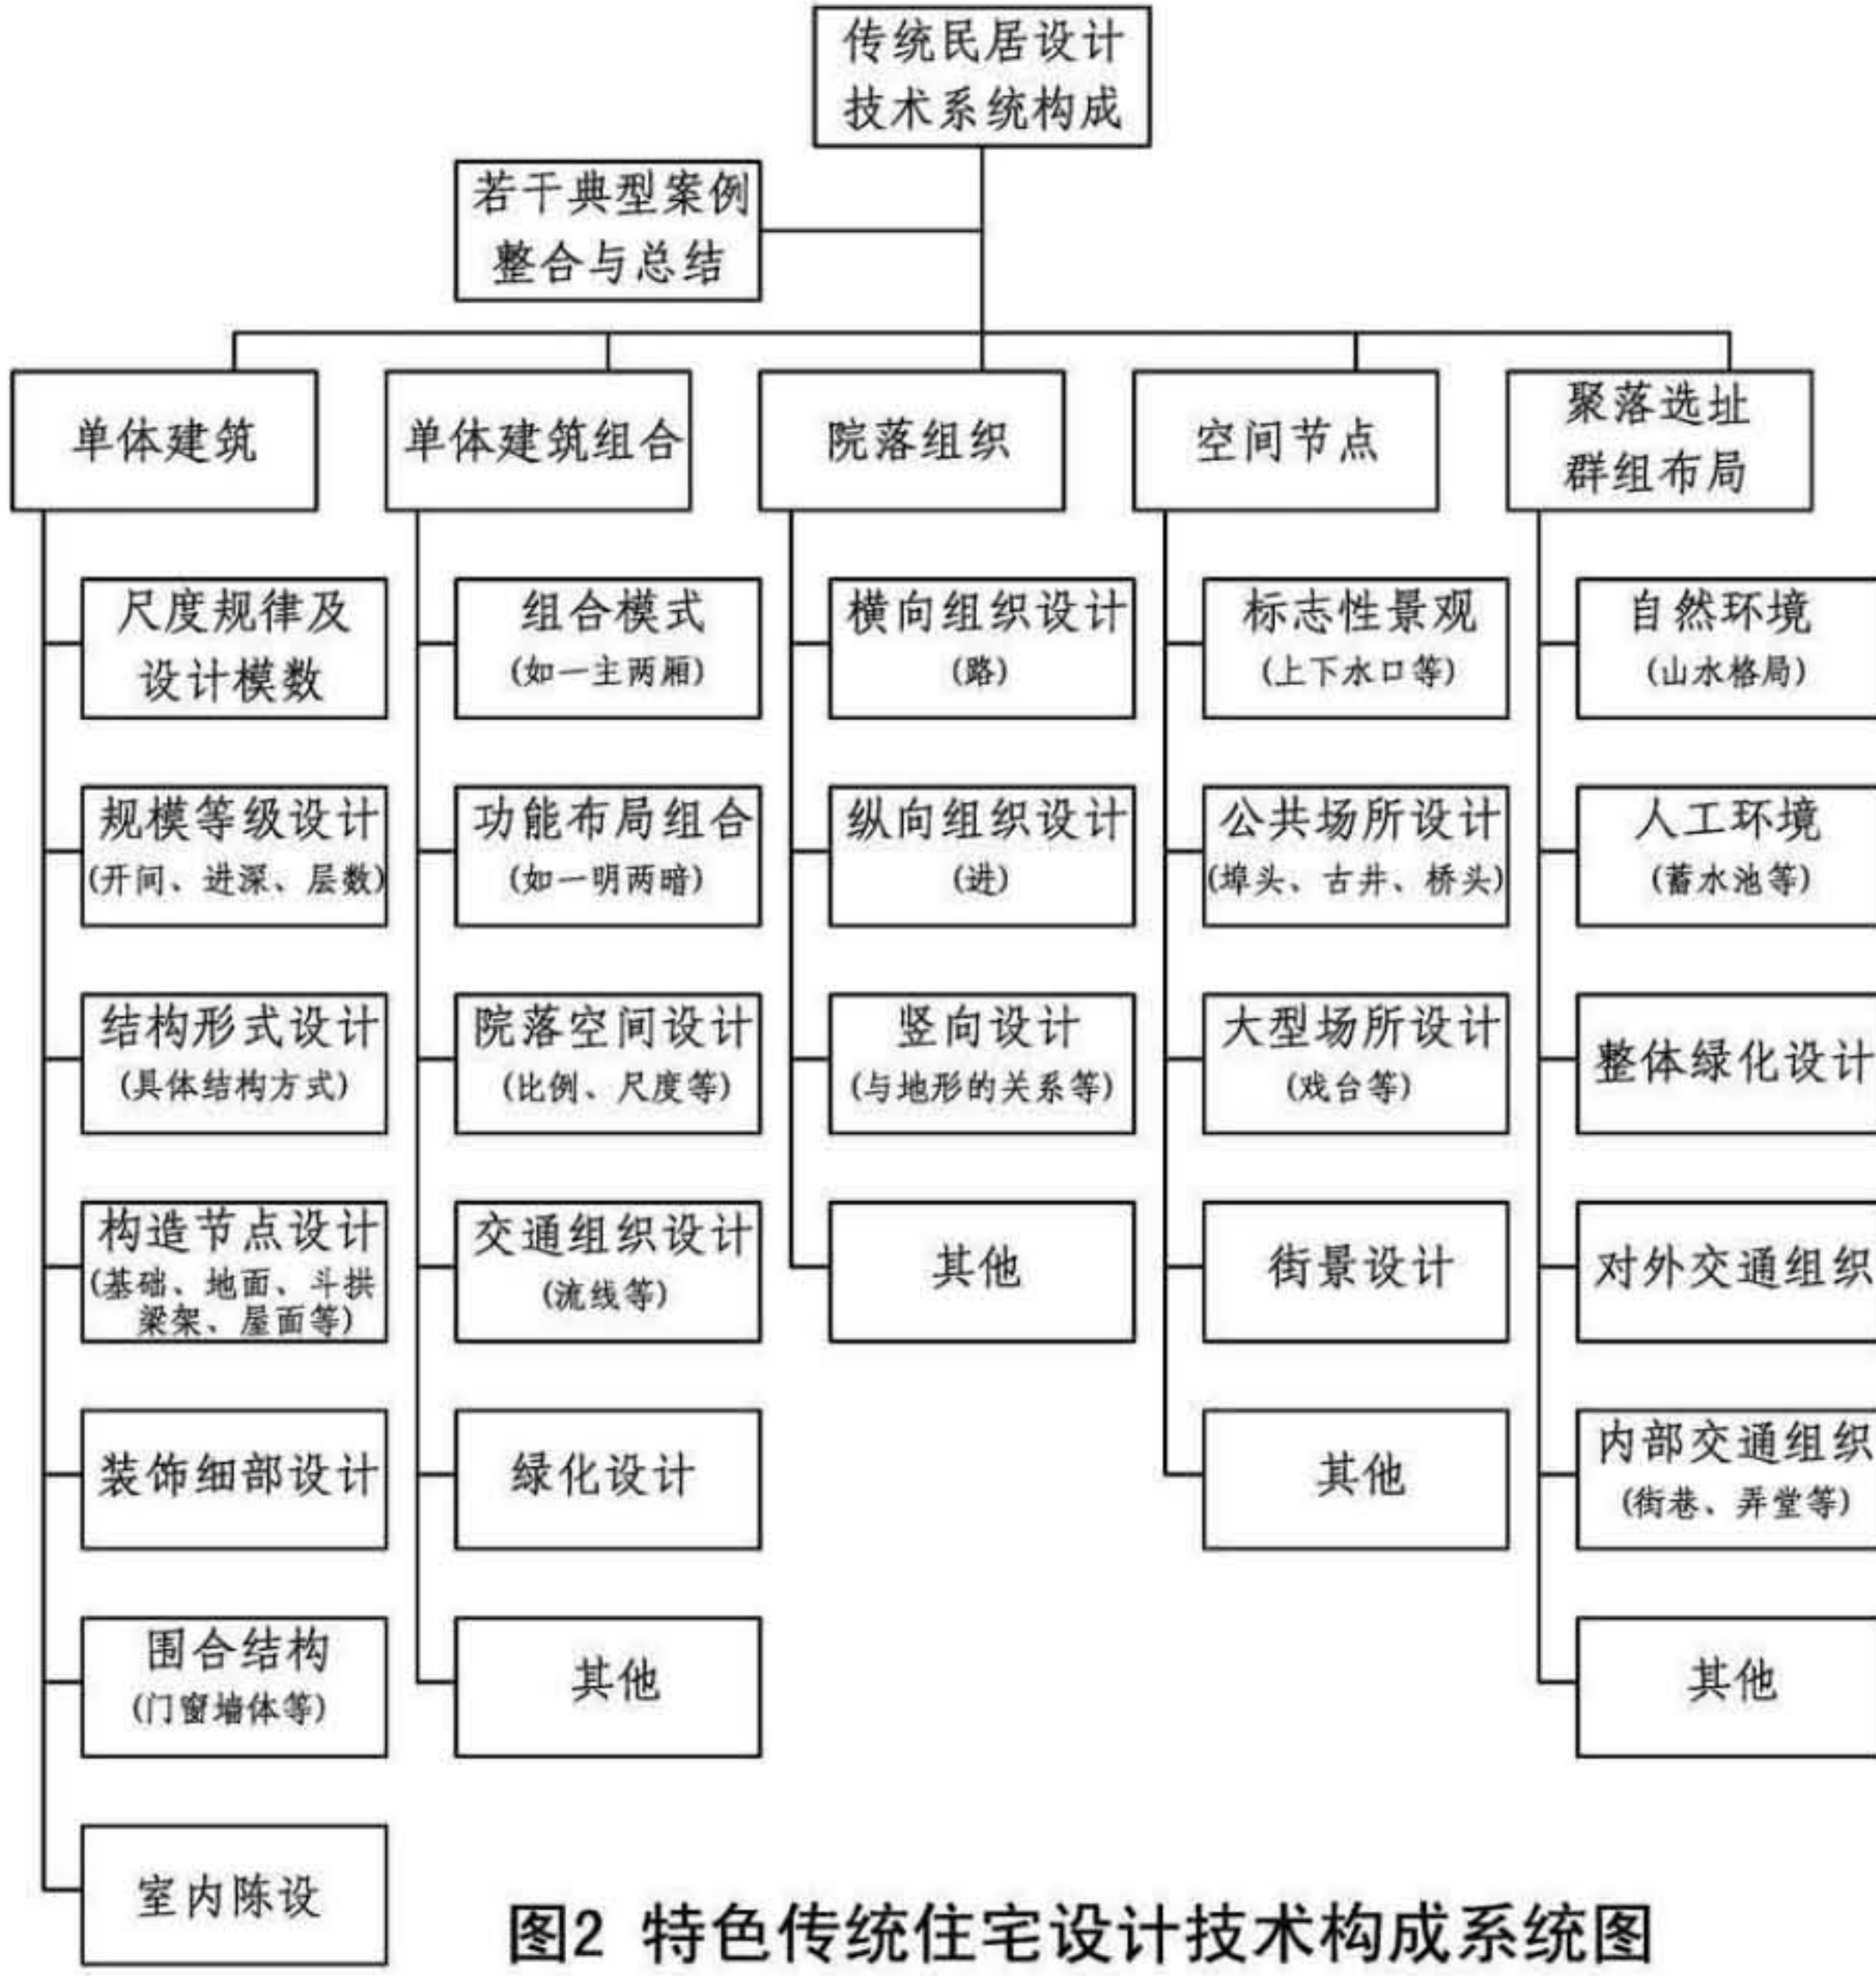 传统民居设计
技术系统构成
若干典型案例
整合与总结
单体建筑
单体建筑组合
院落组织
空间节点
聚落选址
群组布局
尺度规律及
设计模数
规模等级设计
(开间、进深、层数)
结构形式设计
(具体结构方式)
构造节点设计
(基础、地面、斗拱
梁架、屋面等)
装饰细部设计
围合结构
(门窗墙体等)
室内陈设
组合模式
(如一主两厢)
功能布局组合
(如一明两暗)
院落空间设计
(比例、尺度等)
交通组织设计
(流线等)
绿化设计
其他
横向组织设计
(路)
纵向组织设计
(进)
竖向设计
(与地形的关系等)
其他
标志性景观
(上下水口等)
公共场所设计
(埠头、古井、桥头)
大型场所设计
(戏台等)
街景设计
其他
自然环境
(山水格局)
人工环境
(蓄水池等)
整体绿化设计
对外交通组织
内部交通组织
(街巷、弄堂等)
其他
图2 特色传统住宅设计技术构成系统图